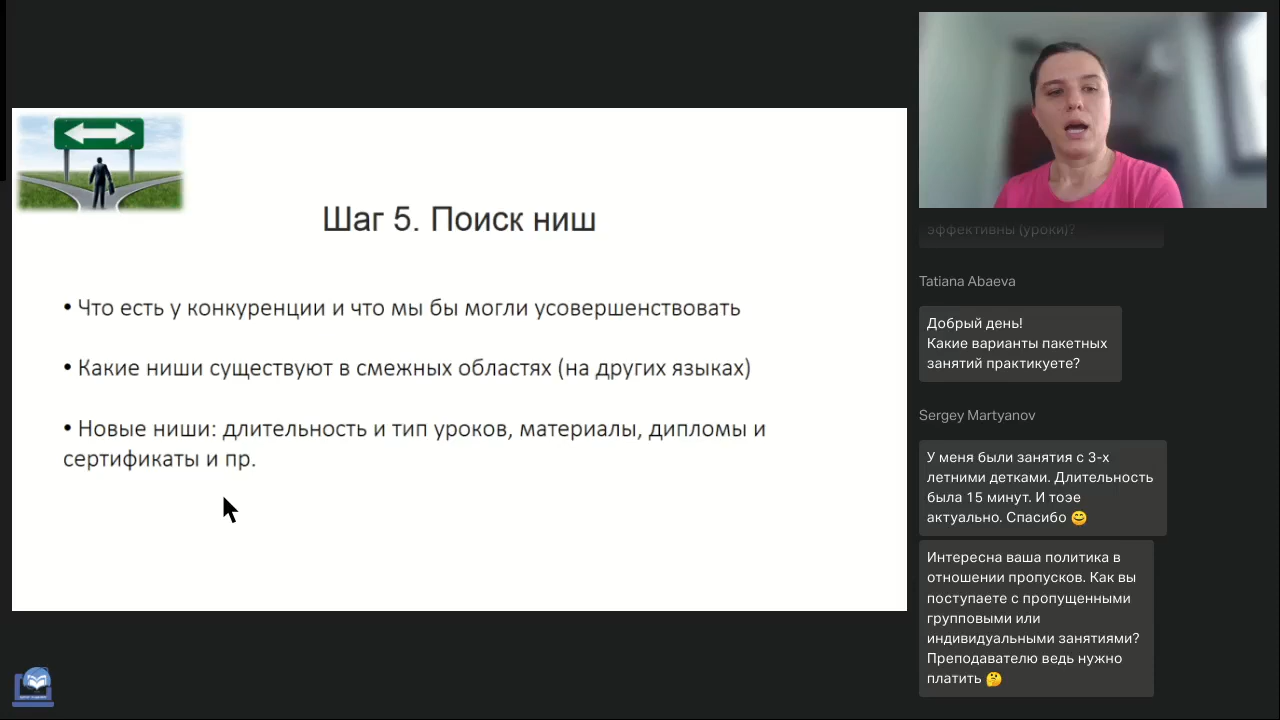 Шаг 5. Поиск ниш
• Что есть у конкуренции и что мы бы могли усовершенствовать
• Какие ниши существуют в смежных областях (на других языках)
• Новые ниши: длительность и тип уроков, материалы, дипломы и
сертификаты и пр.
эффективны (уроки)?
Tatiana Abaeva
Добрый день!
Какие варианты пакетных
занятий практикуете?
Sergey Martyanov
У меня были занятия с 3-х
летними детками. Длительность
была 15 минут. И тоэе
актуально. Спасибо 😊
Интересна ваша политика в
отношении пропусков. Как вы
поступаете с пропущенными
групповыми или
индивидуальными занятиями?
Преподавателю ведь нужно
платить 🤔